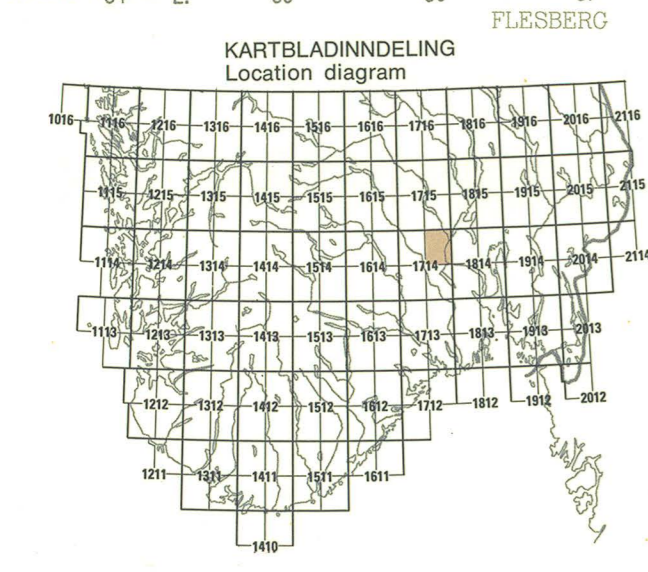 FLESBERG
KARTBLADINNDELING
Location diagram
1016 1116 1216 1316 1416 1516 1616 1716 1816 1916 2016 2116
1115 1215 1315 1415 1515 1615 1715 1815 1915 2015 2115
1114 1214 1314 1414 1514 1614 1714 1814 1914 2014 2114
1113 1213 1313 1413 1513 1613 1713 1813 1913 2013
1212 1312 1412 1512 1612 1712 1812 1912 2012
1211 1311 1411 1511 1611
1410